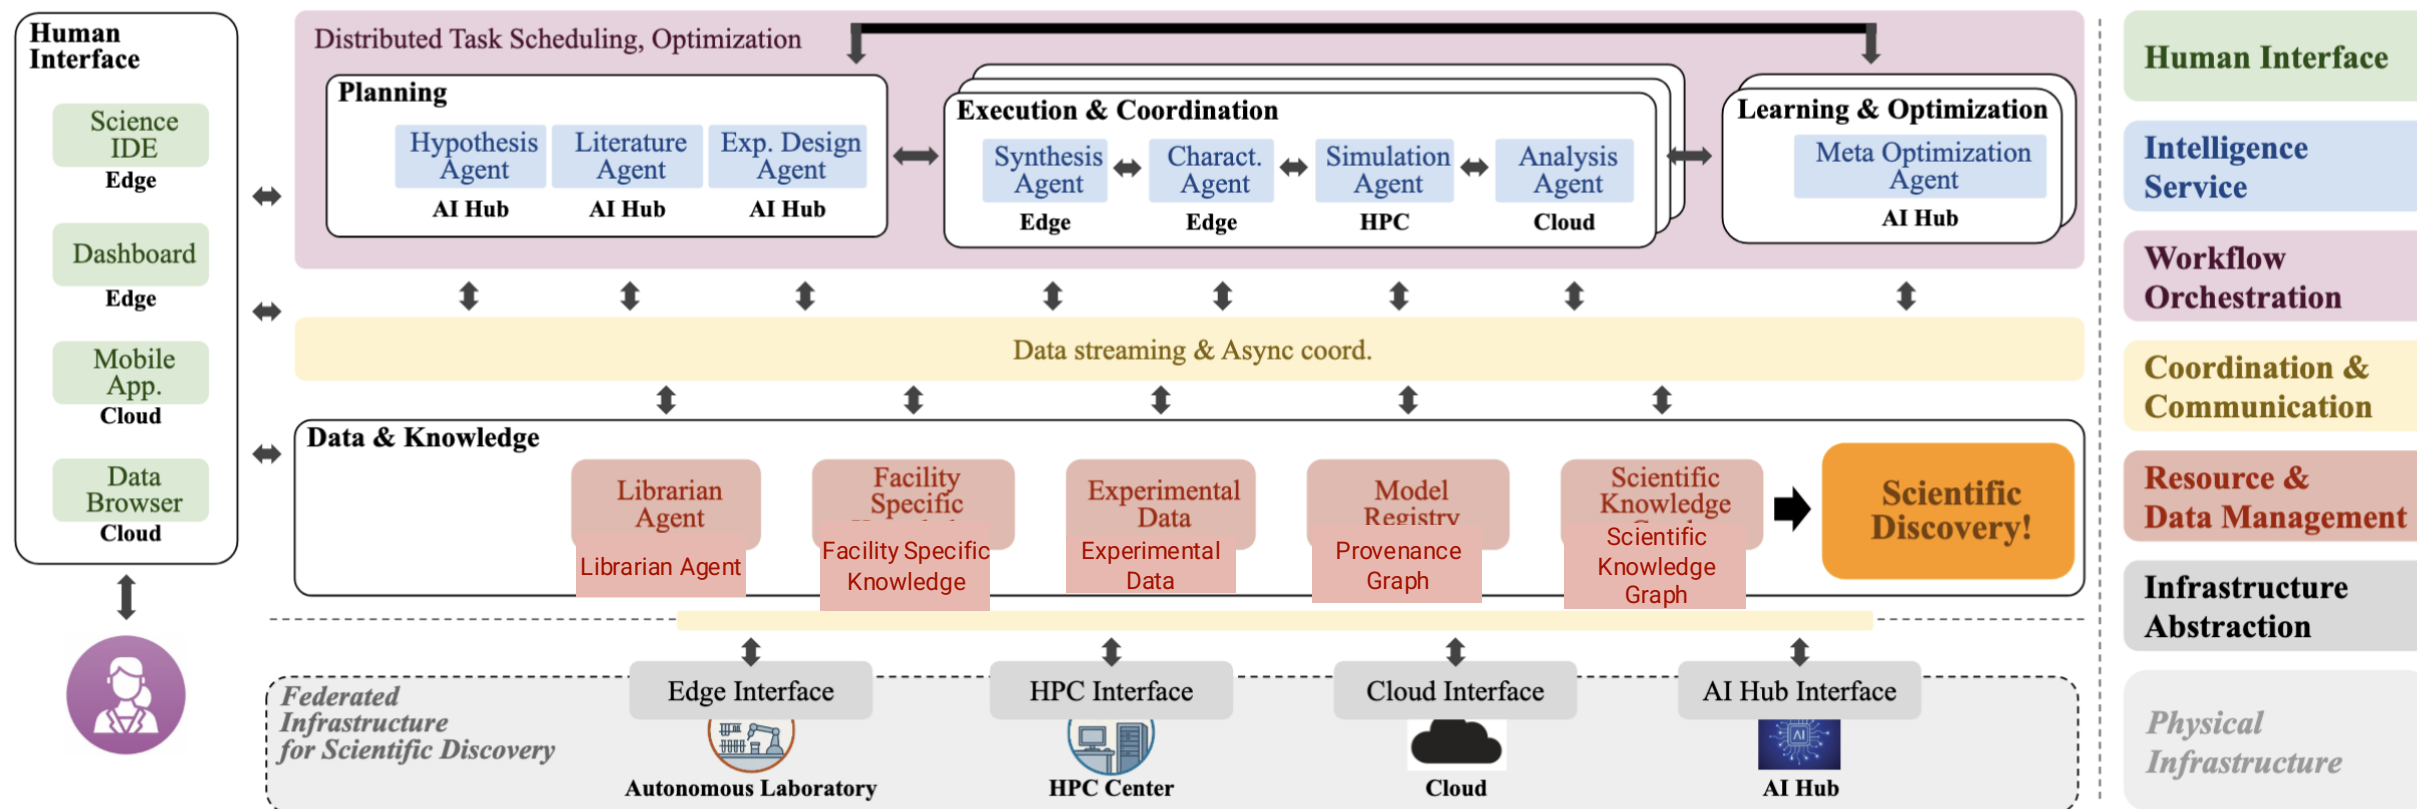 Human
Interface
Science
IDE
Edge
Dashboard
Edge
Mobile
App.
Cloud
Data
Browser
Cloud
Distributed Task Scheduling, Optimization
Planning
Hypothesis
Agent
AI Hub
Literature
Agent
AI Hub
Exp. Design
Agent
AI Hub
Execution & Coordination
Synthesis
Agent
Edge
Charact.
Agent
Edge
Simulation
Agent
HPC
Analysis
Agent
Cloud
Learning & Optimization
Meta Optimization
Agent
AI Hub
Data streaming & Async coord.
Data & Knowledge
Librarian
Agent
Librarian Agent
Facility
Specific
Facility Specific
Knowledge
Experimental
Data
Experimental
Data
Model
Registry
Provenance
Graph
Scientific
Knowledge
Scientific
Knowledge
Graph
Scientific
Discovery!
Federated
Infrastructure
for Scientific Discovery
Edge Interface
Autonomous Laboratory
HPC Interface
HPC Center
Cloud Interface
Cloud
AI Hub Interface
AI
AI Hub
Human Interface
Intelligence
Service
Workflow
Orchestration
Coordination &
Communication
Resource &
Data Management
Infrastructure
Abstraction
Physical
Infrastructure